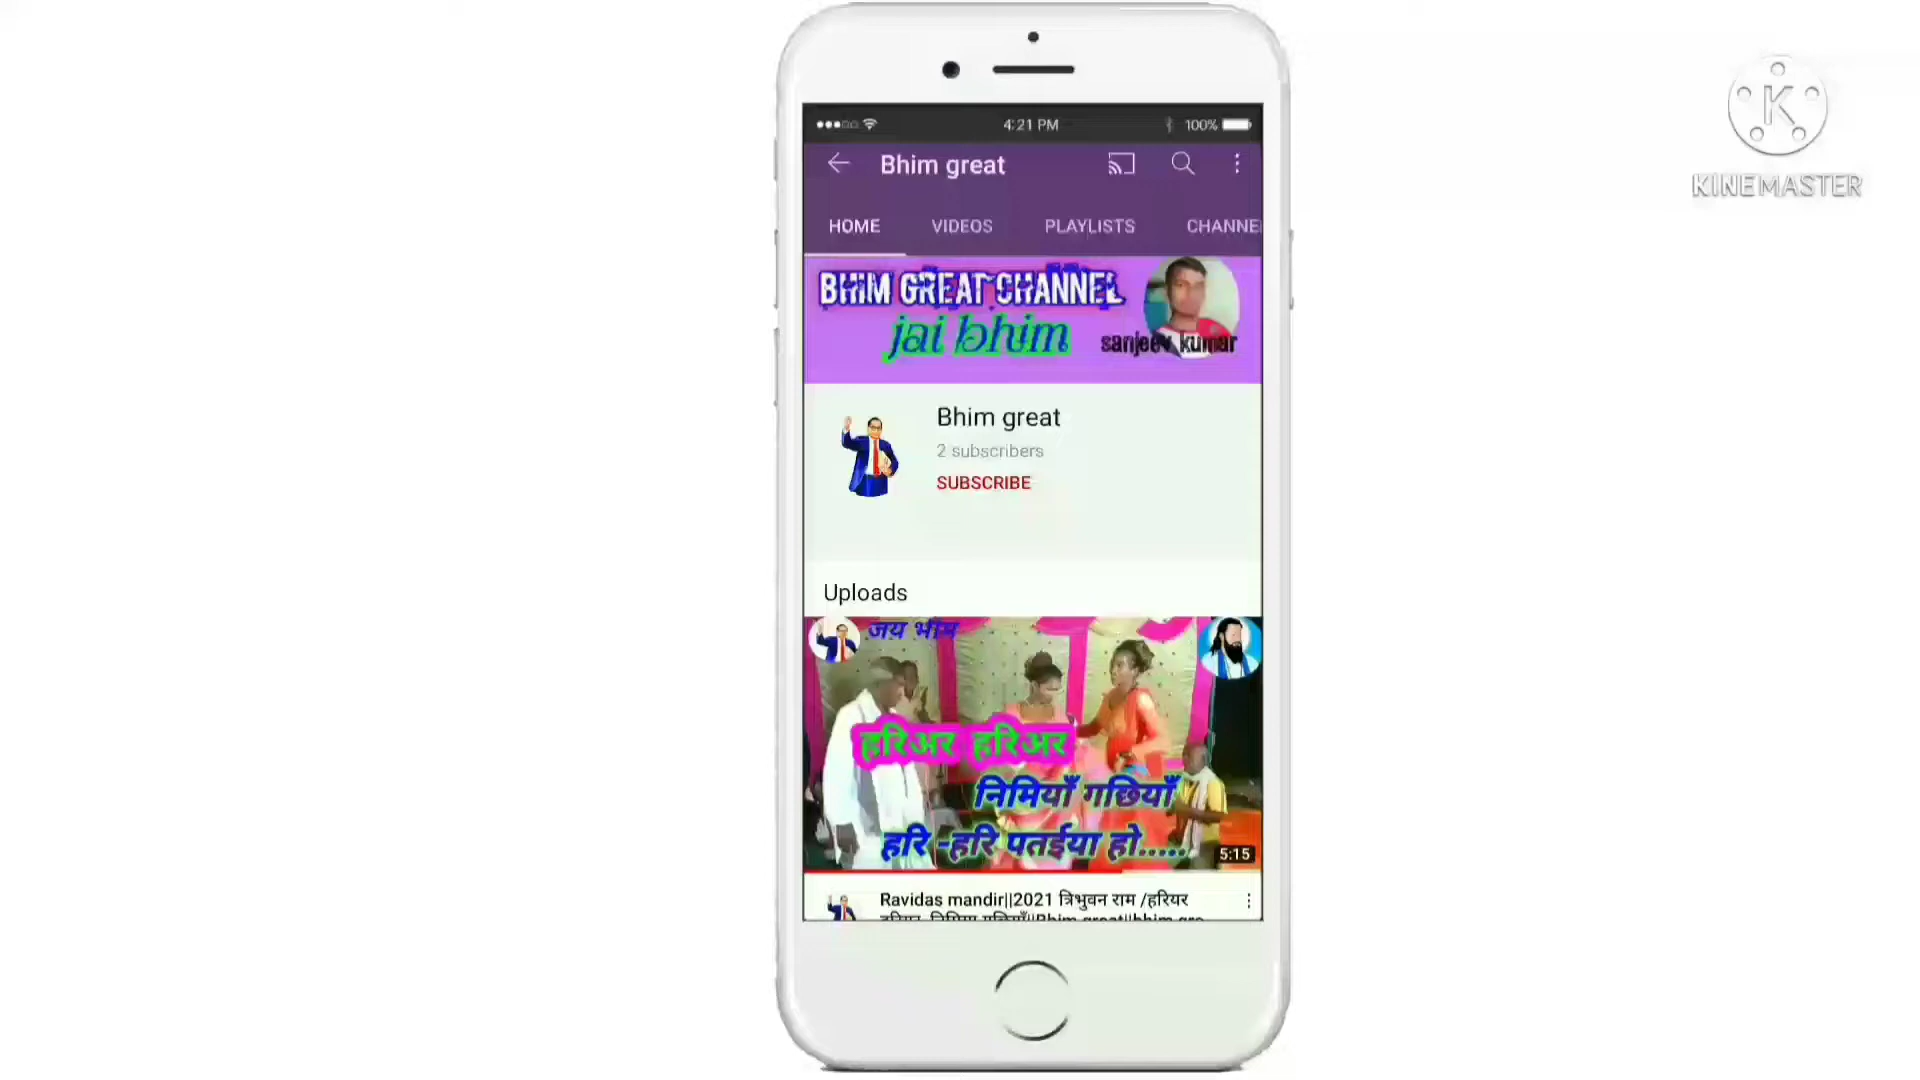 4:21 PM
100%
Bhim great
HOME VIDEOS PLAYLISTS CHANNE
BHIM GREAT CHANNEL
jai bhim
sanjeev kumar
Bhim great
2 subscribers
SUBSCRIBE
Uploads
जय भीम
हरिअर हरिअर
निमियाँ गछियाँ
हरि -हरि पतईया हो.....
5:15
Ravidas mandir||2021 त्रिभुवन राम /हरियर
KINEMASTER